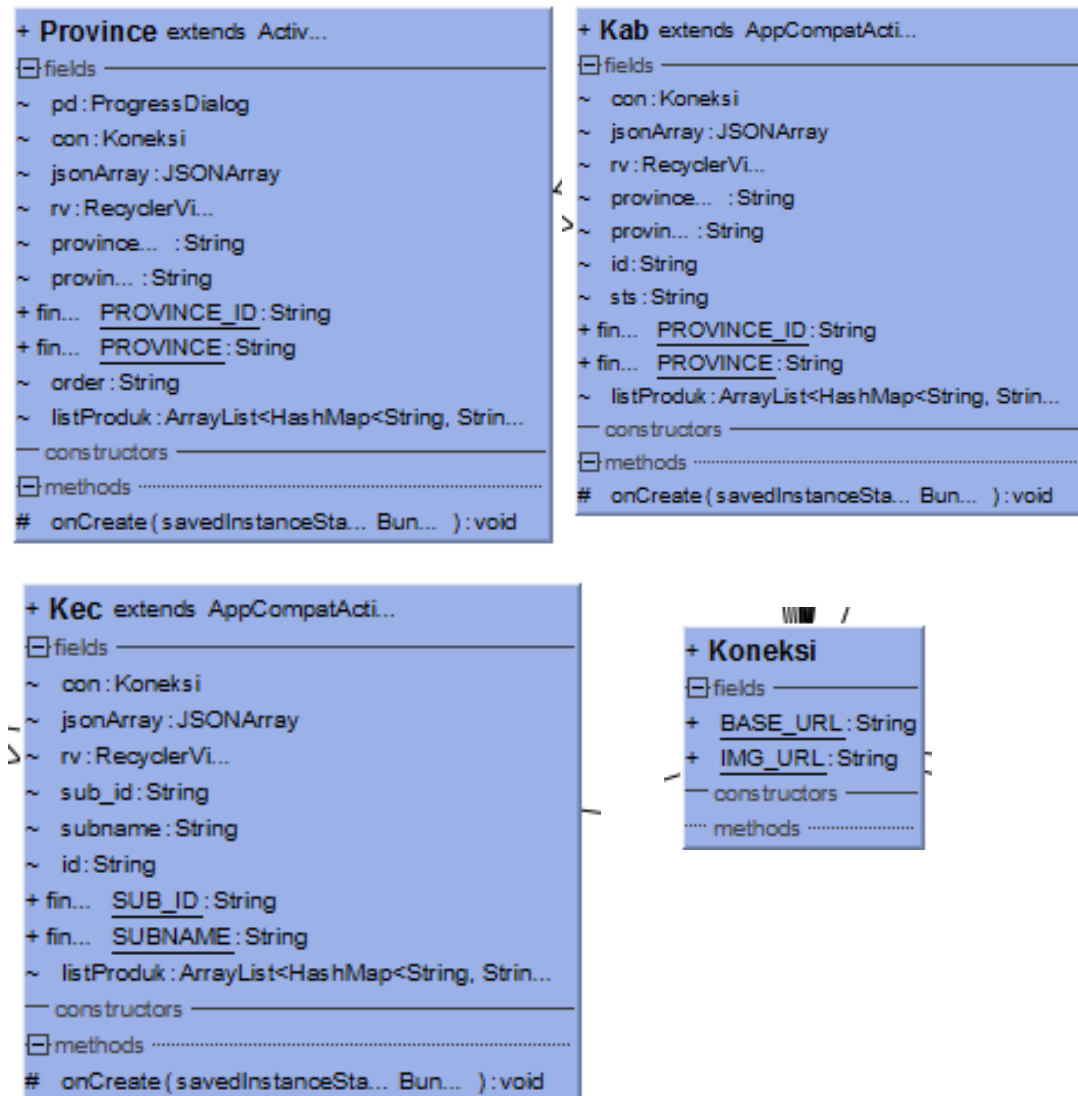 + Province extends Activ...
fields
~ pd:ProgressDialog
~ con:Koneksi
~ jsonArray:JSONArray
~ rv:RecyclerVi...
~ province... :String
~ provin... :String
+ fin... PROVINCE_ID:String
+ fin... PROVINCE:String
~ order:String
~ listProduk:ArrayList<HashMap<String, Strin...
constructors
methods
# onCreate(savedInstanceSta... Bun... ):void
+ Kab extends AppCompatActi...
fields
~ con:Koneksi
~ jsonArray:JSONArray
~ rv:RecyclerVi...
~ province... :String
~ provin... :String
~ id:String
~ sts:String
+ fin... PROVINCE_ID:String
+ fin... PROVINCE:String
~ listProduk:ArrayList<HashMap<String, Strin...
constructors
methods
# onCreate(savedInstanceSta... Bun... ):void
+ Kec extends AppCompatActi...
fields
~ con:Koneksi
~ jsonArray:JSONArray
~ rv:RecyclerVi...
~ sub_id:String
~ subname:String
~ id:String
+ fin... SUB_ID:String
+ fin... SUBNAME:String
~ listProduk:ArrayList<HashMap<String, Strin...
constructors
methods
# onCreate(savedInstanceSta... Bun... ):void
+ Koneksi
fields
+ BASE_URL:String
+ IMG_URL:String
constructors
methods